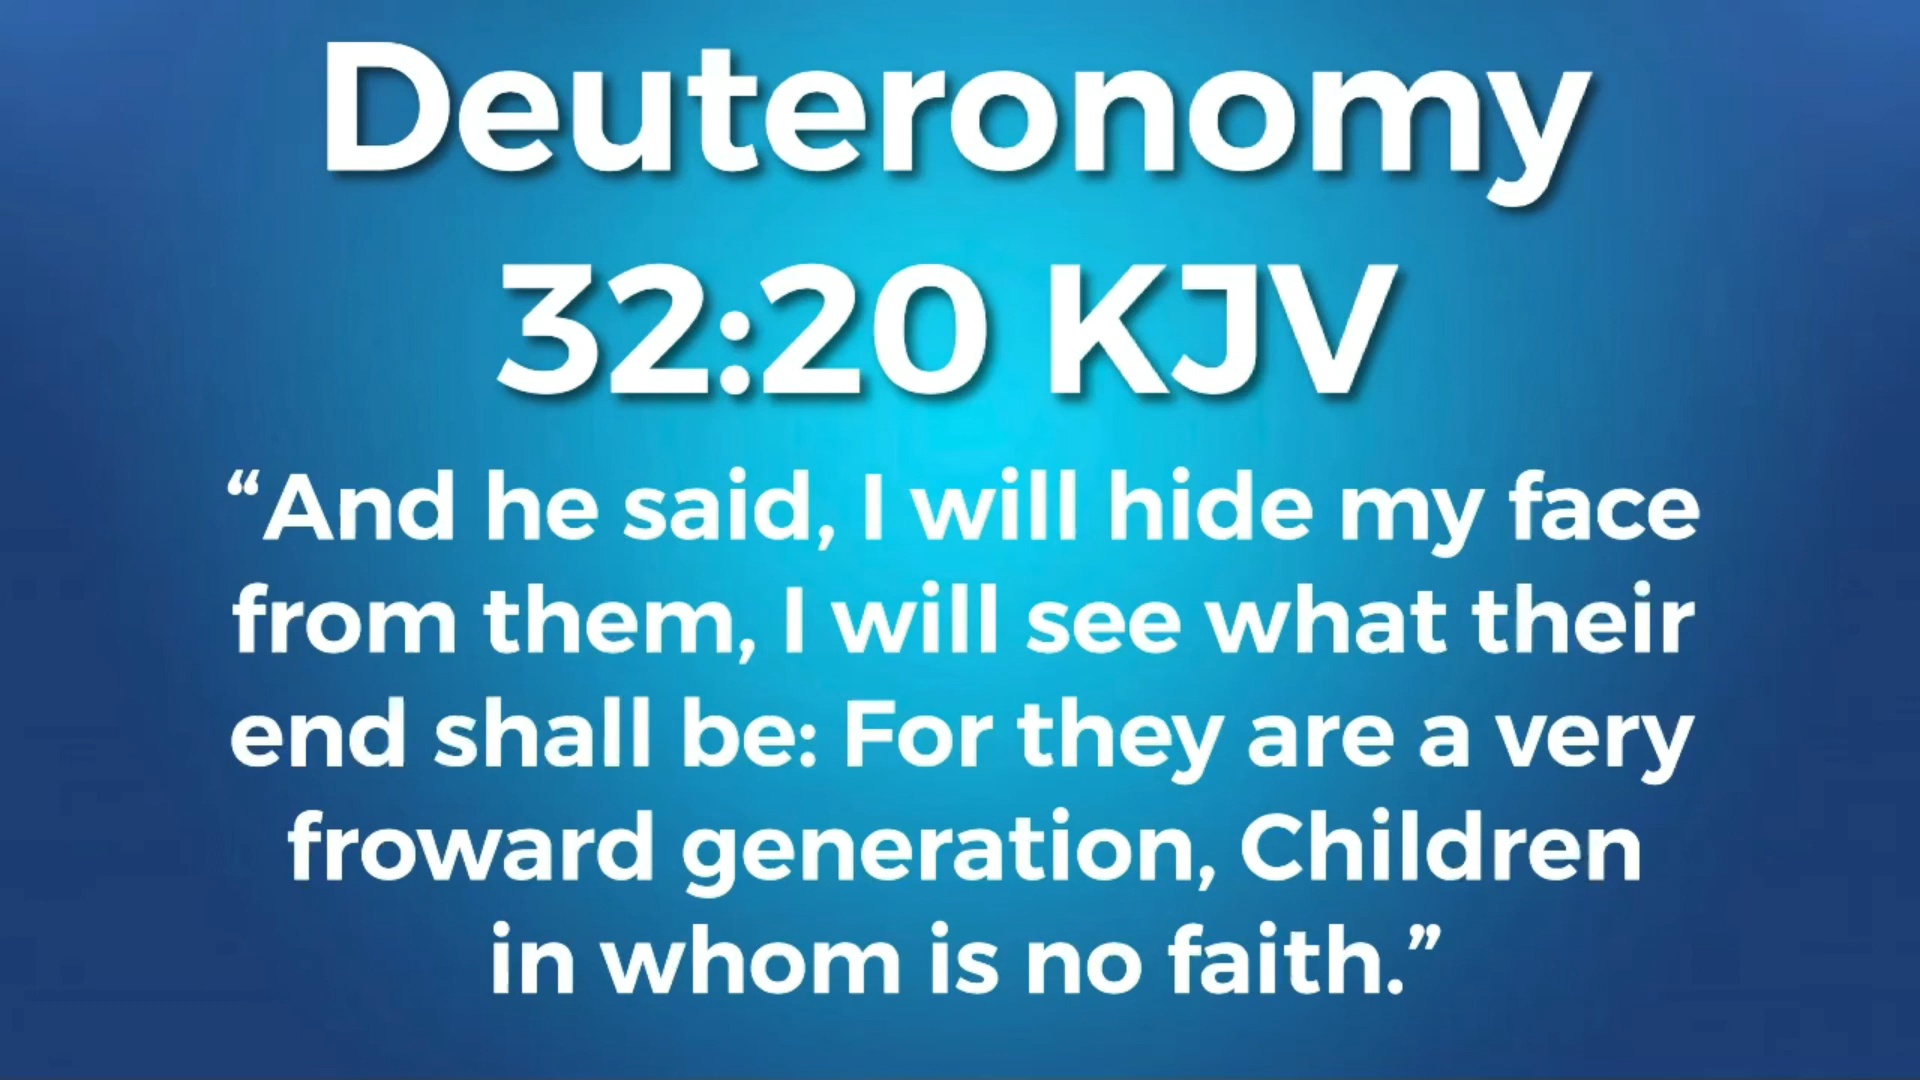 Deuteronomy
32:20 KJV
“And he said, I will hide my face
from them, I will see what their
end shall be: For they are a very
froward generation, Children
in whom is no faith.”